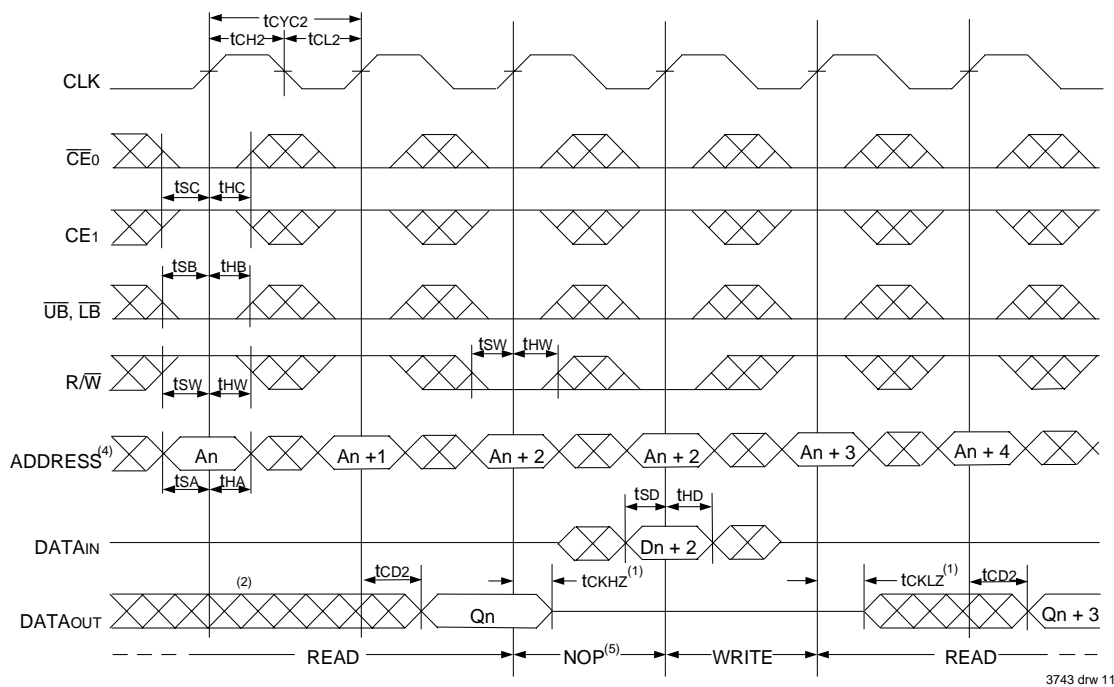 tCYC2
tCH2 tCL2
CLK
CE0
tSC tHC
CE1
tSB tHB
UB, LB
tSW tHW
R/W
tSW tHW
ADDRESS(4) An An +1 An + 2 An + 2 An + 3 An + 4
tSA tHA
tSD tHD
DATAIN Dn + 2
tCD2 tCKHZ(1) tCKLZ(1) tCD2
(2)
DATAOUT Qn Qn + 3
READ NOP(5) WRITE READ
3743 drw 11